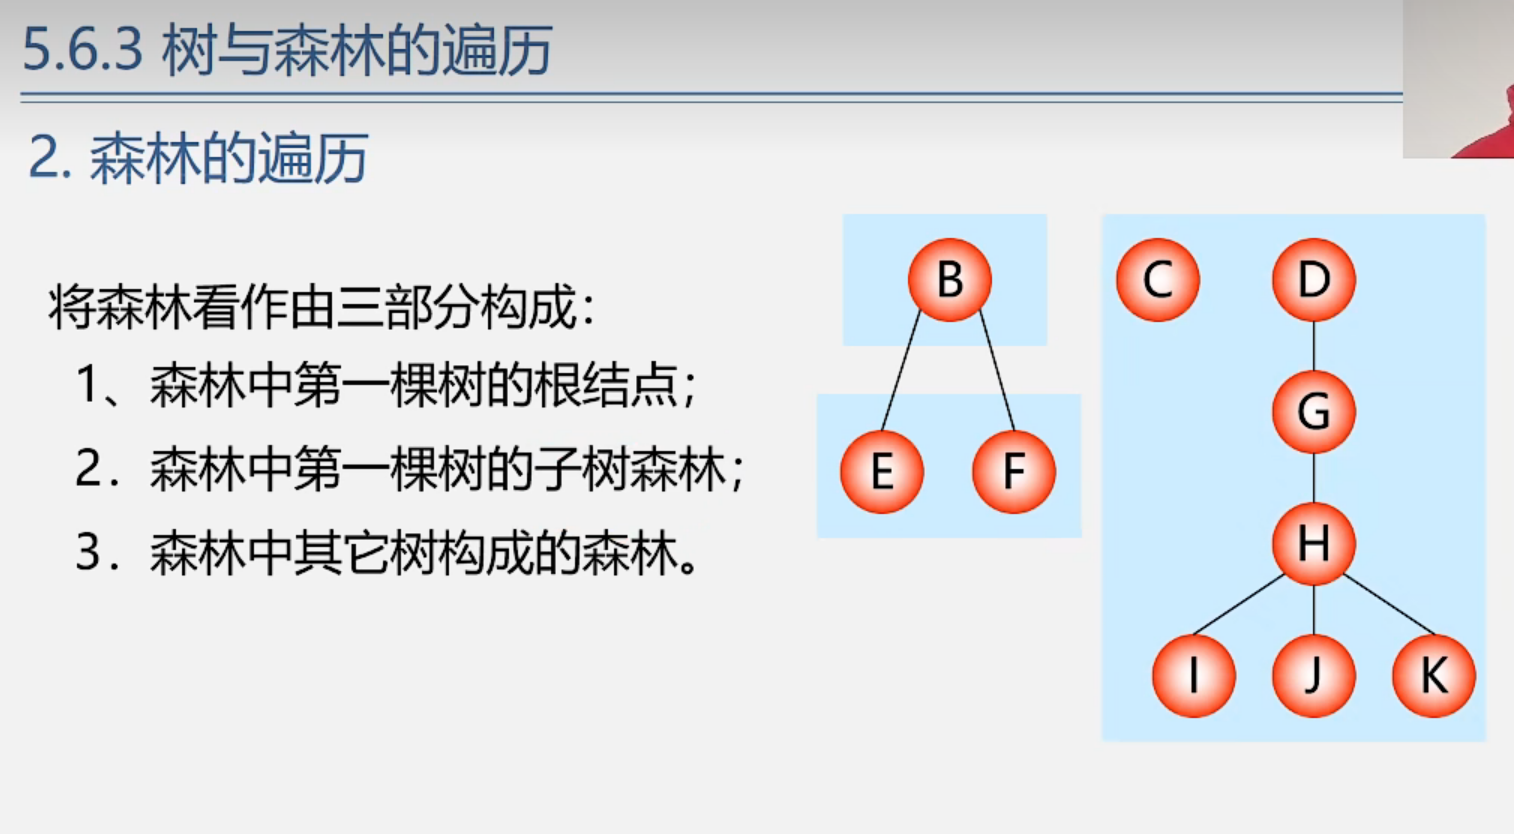 5.6.3 树与森林的遍历
2. 森林的遍历
将森林看作由三部分构成：
1、森林中第一棵树的根结点；
2．森林中第一棵树的子树森林；
3．森林中其它树构成的森林。
B
C
D
G
E
F
H
I
J
K